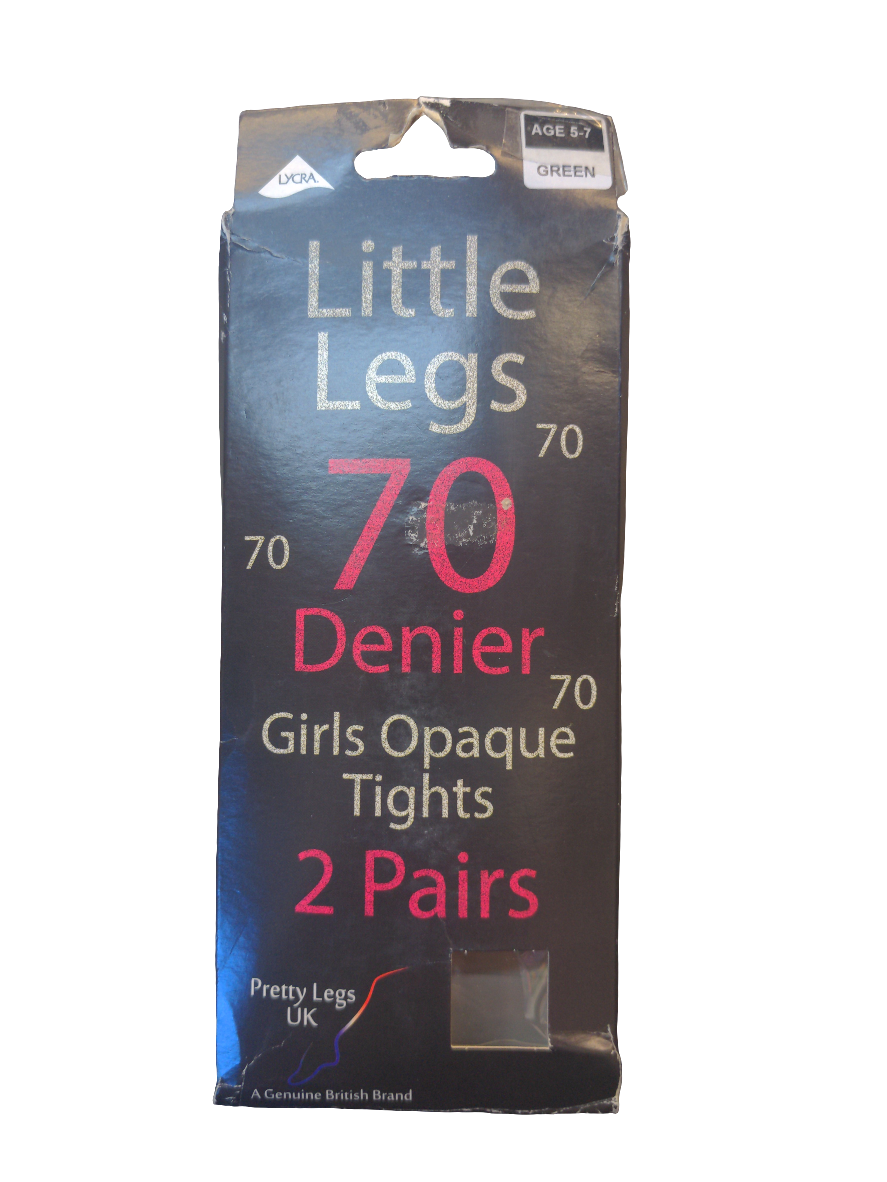 AGE 5-7
LYCRA.
GREEN
Little
Legs
70
70
70
Denier
70
Girls Opaque
Tights
2 Pairs
Pretty Legs
UK
A Genuine British Brand